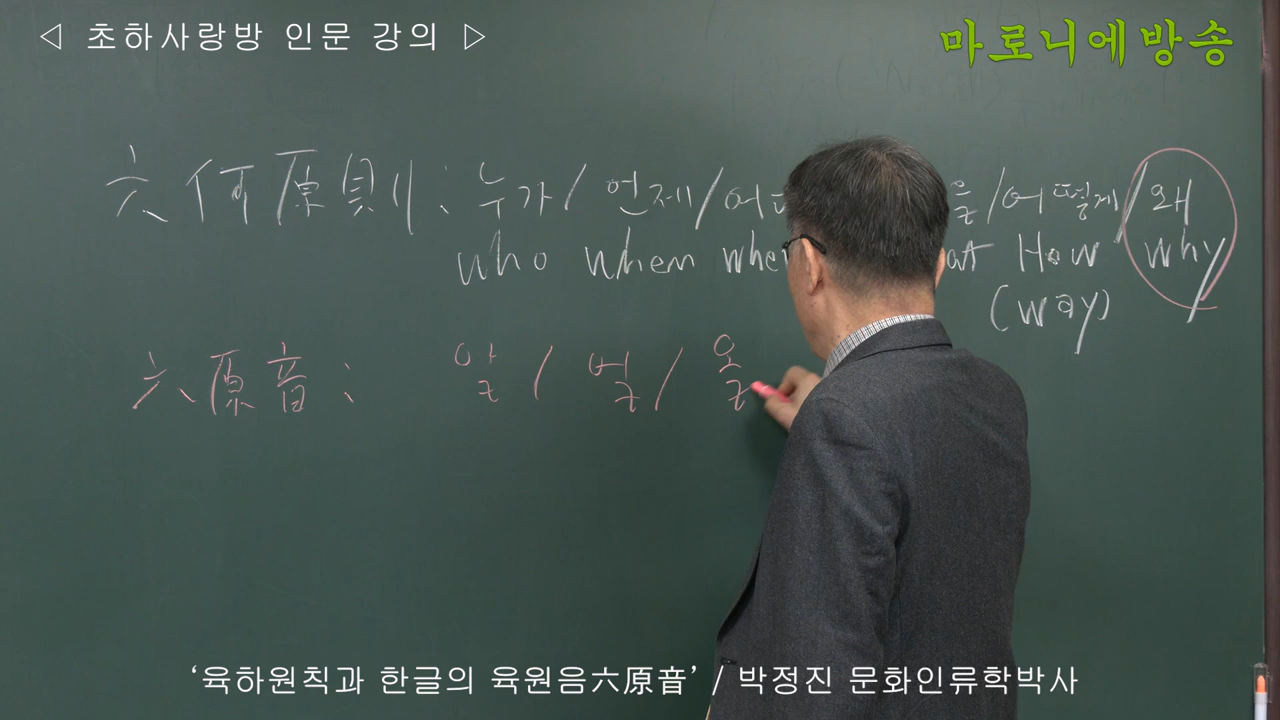 ◁ 초하사랑방 인문 강의 ▷
마로니에방송
六何原則 : 누가 / 언제 / 어 을 / 어떻게 / 왜
who when whe at How why
(way)
六原音 : 알 / 벌 / 올
‘육하원칙과 한글의 육원음六原音’ / 박정진 문화인류학박사